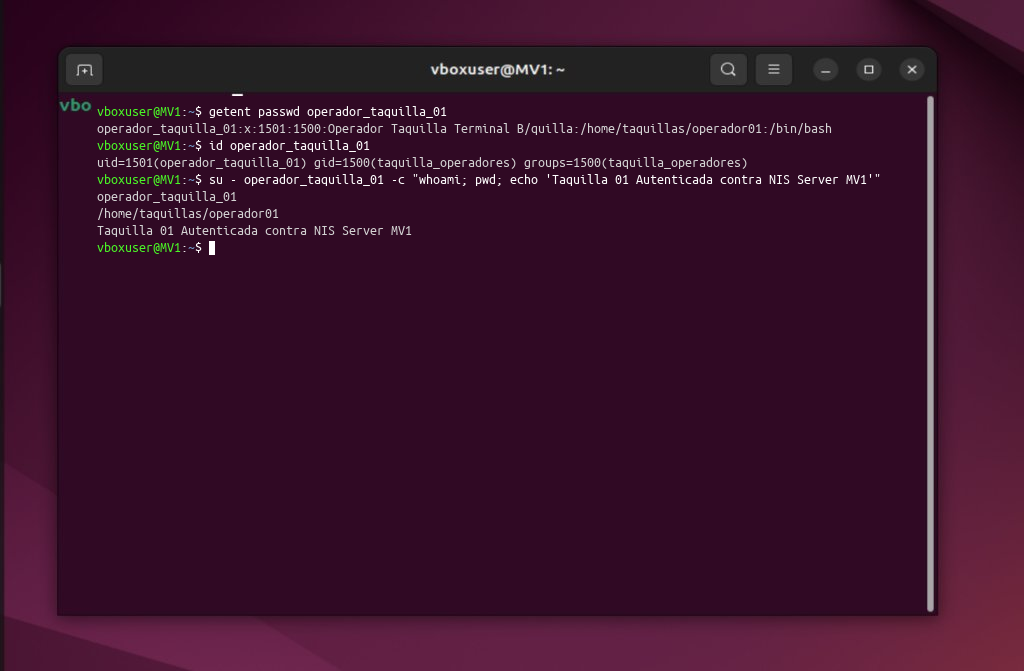 vboxuser@MV1: ~
vbo
vboxuser@MV1:~$ getent passwd operador_taquilla_01
operador_taquilla_01:x:1501:1500:Operador Taquilla Terminal B/quilla:/home/taquillas/operador01:/bin/bash
vboxuser@MV1:~$ id operador_taquilla_01
uid=1501(operador_taquilla_01) gid=1500(taquilla_operadores) groups=1500(taquilla_operadores)
vboxuser@MV1:~$ su - operador_taquilla_01 -c "whoami; pwd; echo 'Taquilla 01 Autenticada contra NIS Server MV1'"
operador_taquilla_01
/home/taquillas/operador01
Taquilla 01 Autenticada contra NIS Server MV1
vboxuser@MV1:~$